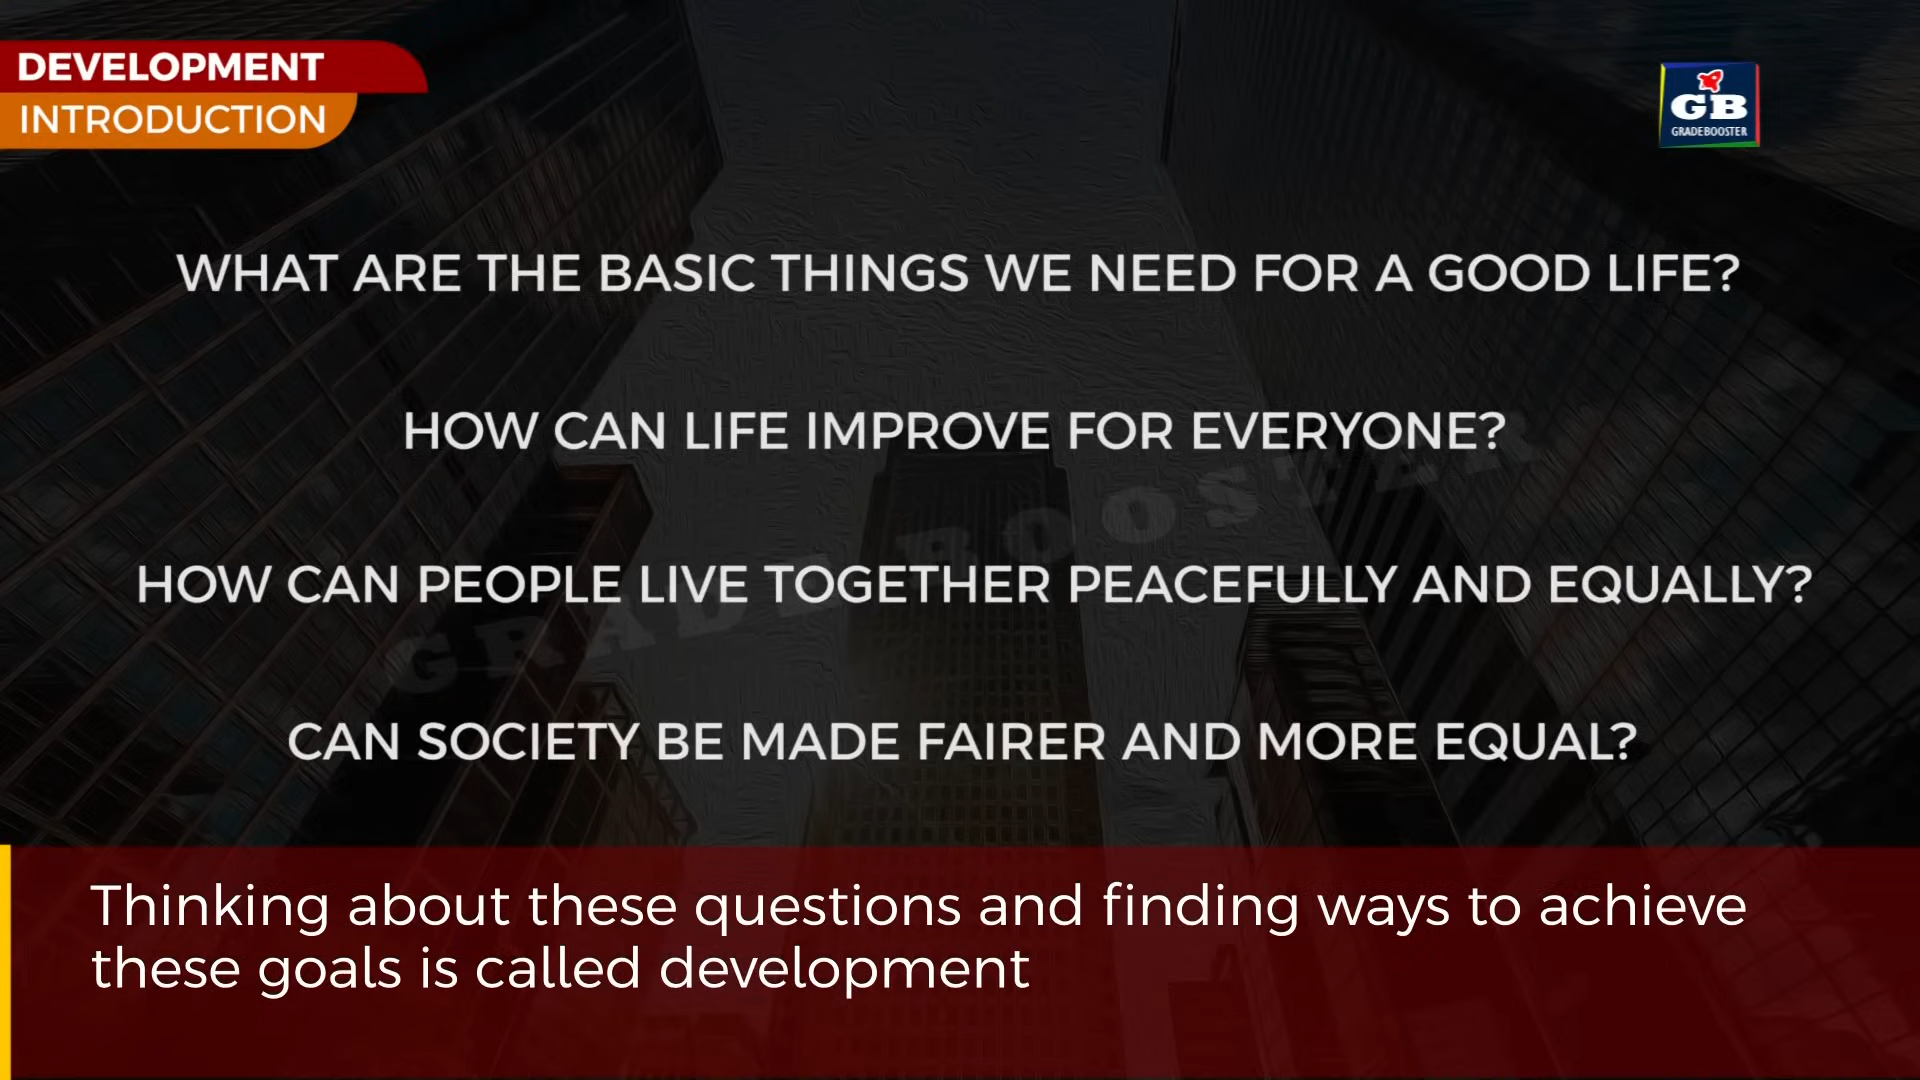 DEVELOPMENT
INTRODUCTION
GB
GRADEBOOSTER
WHAT ARE THE BASIC THINGS WE NEED FOR A GOOD LIFE?
HOW CAN LIFE IMPROVE FOR EVERYONE?
HOW CAN PEOPLE LIVE TOGETHER PEACEFULLY AND EQUALLY?
GRADE BOOSTER
CAN SOCIETY BE MADE FAIRER AND MORE EQUAL?
Thinking about these questions and finding ways to achieve
these goals is called development